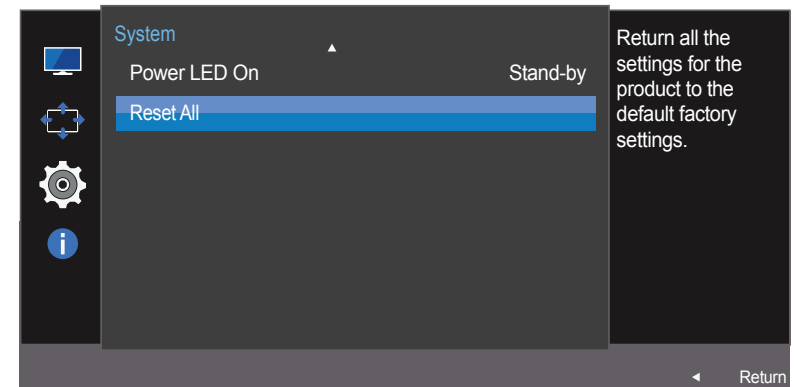 System
Power LED On Stand-by
Reset All
Return all the
settings for the
product to the
default factory
settings.
Return